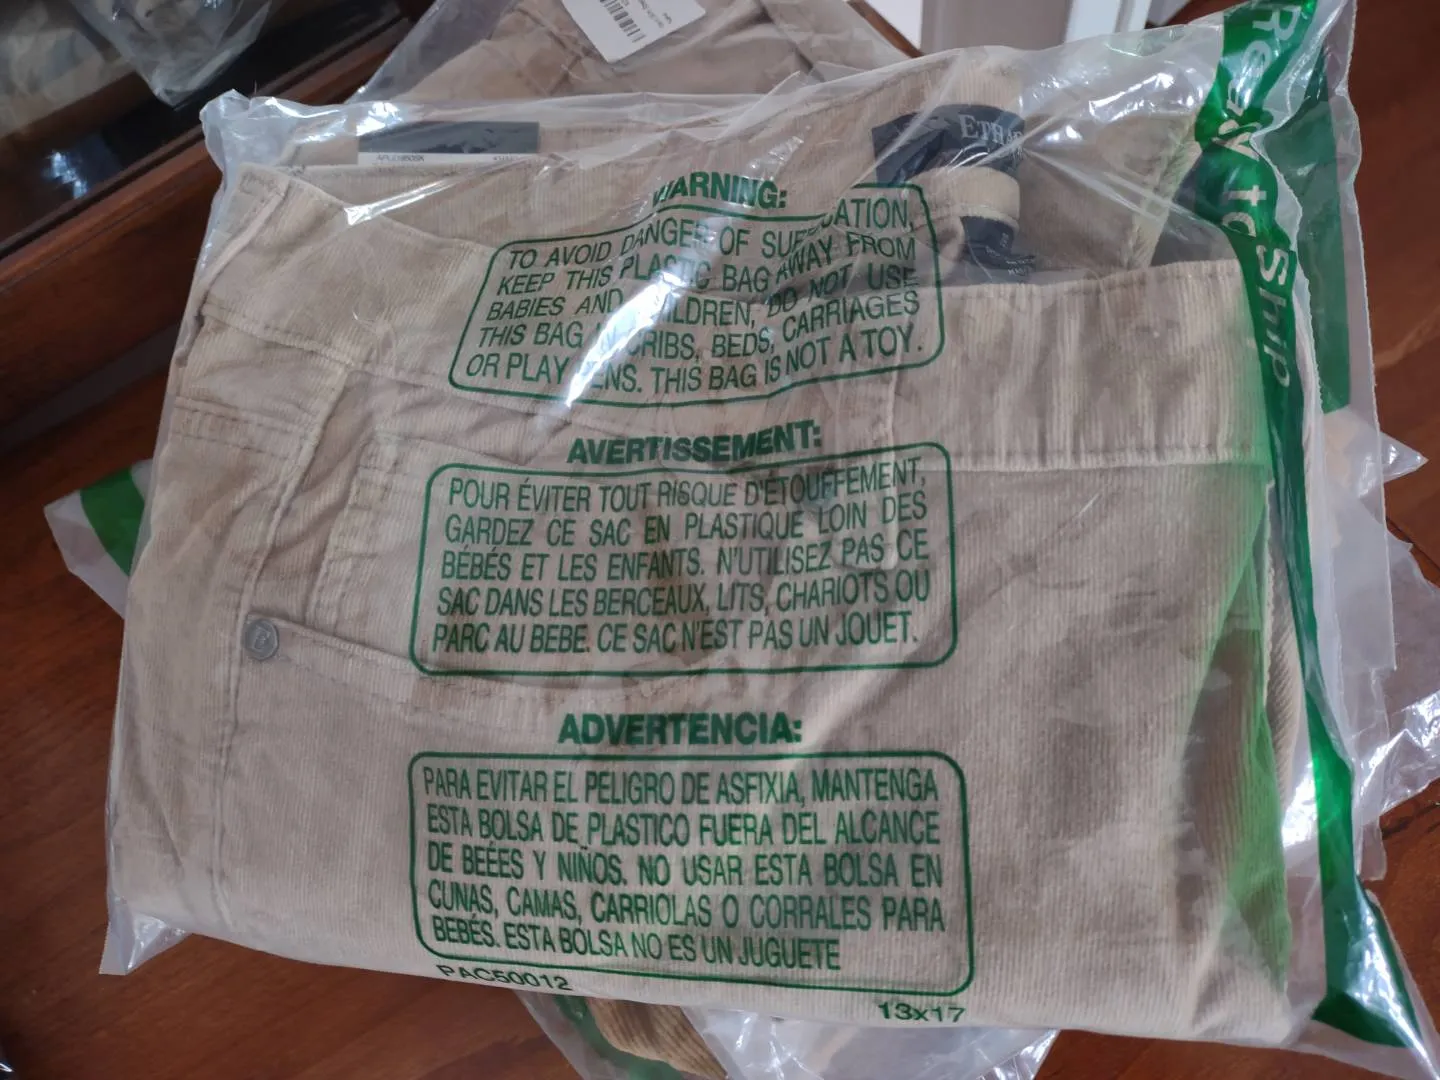 Ready to Ship
WARNING:
TO AVOID DANGER OF SUFFOCATION,
KEEP THIS PLASTIC BAG AWAY FROM
BABIES AND CHILDREN, DO NOT USE
THIS BAG IN CRIBS, BEDS, CARRIAGES
OR PLAY PENS. THIS BAG IS NOT A TOY.
AVERTISSEMENT:
POUR ÉVITER TOUT RISQUE D'ÉTOUFFEMENT,
GARDEZ CE SAC EN PLASTIQUE LOIN DES
BÉBÉS ET LES ENFANTS. N'UTILISEZ PAS CE
SAC DANS LES BERCEAUX, LITS, CHARIOTS OU
PARC AU BEBE. CE SAC N'EST PAS UN JOUET.
ADVERTENCIA:
PARA EVITAR EL PELIGRO DE ASFIXIA, MANTENGA
ESTA BOLSA DE PLASTICO FUERA DEL ALCANCE
DE BEÉES Y NIÑOS. NO USAR ESTA BOLSA EN
CUNAS, CAMAS, CARRIOLAS O CORRALES PARA
BEBÉS. ESTA BOLSA NO ES UN JUGUETE
PAC50012
13x17